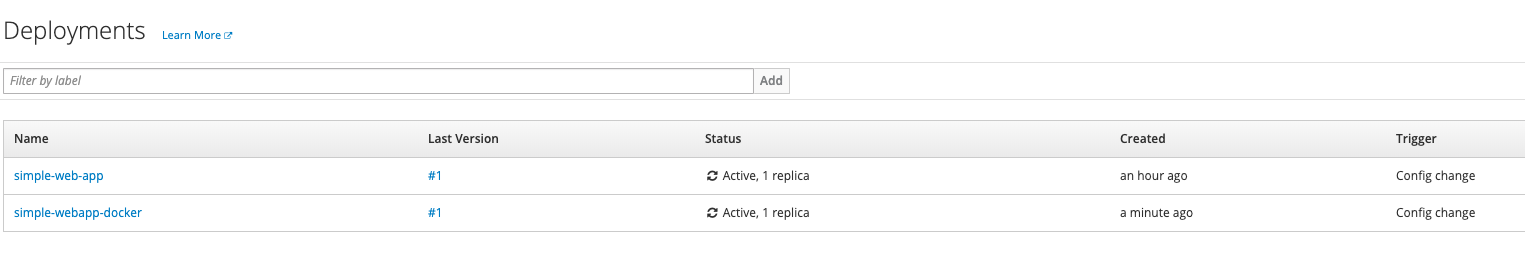 Deployments Learn More
Filter by label Add
Name Last Version Status Created Trigger
simple-web-app #1 Active, 1 replica an hour ago Config change
simple-webapp-docker #1 Active, 1 replica a minute ago Config change